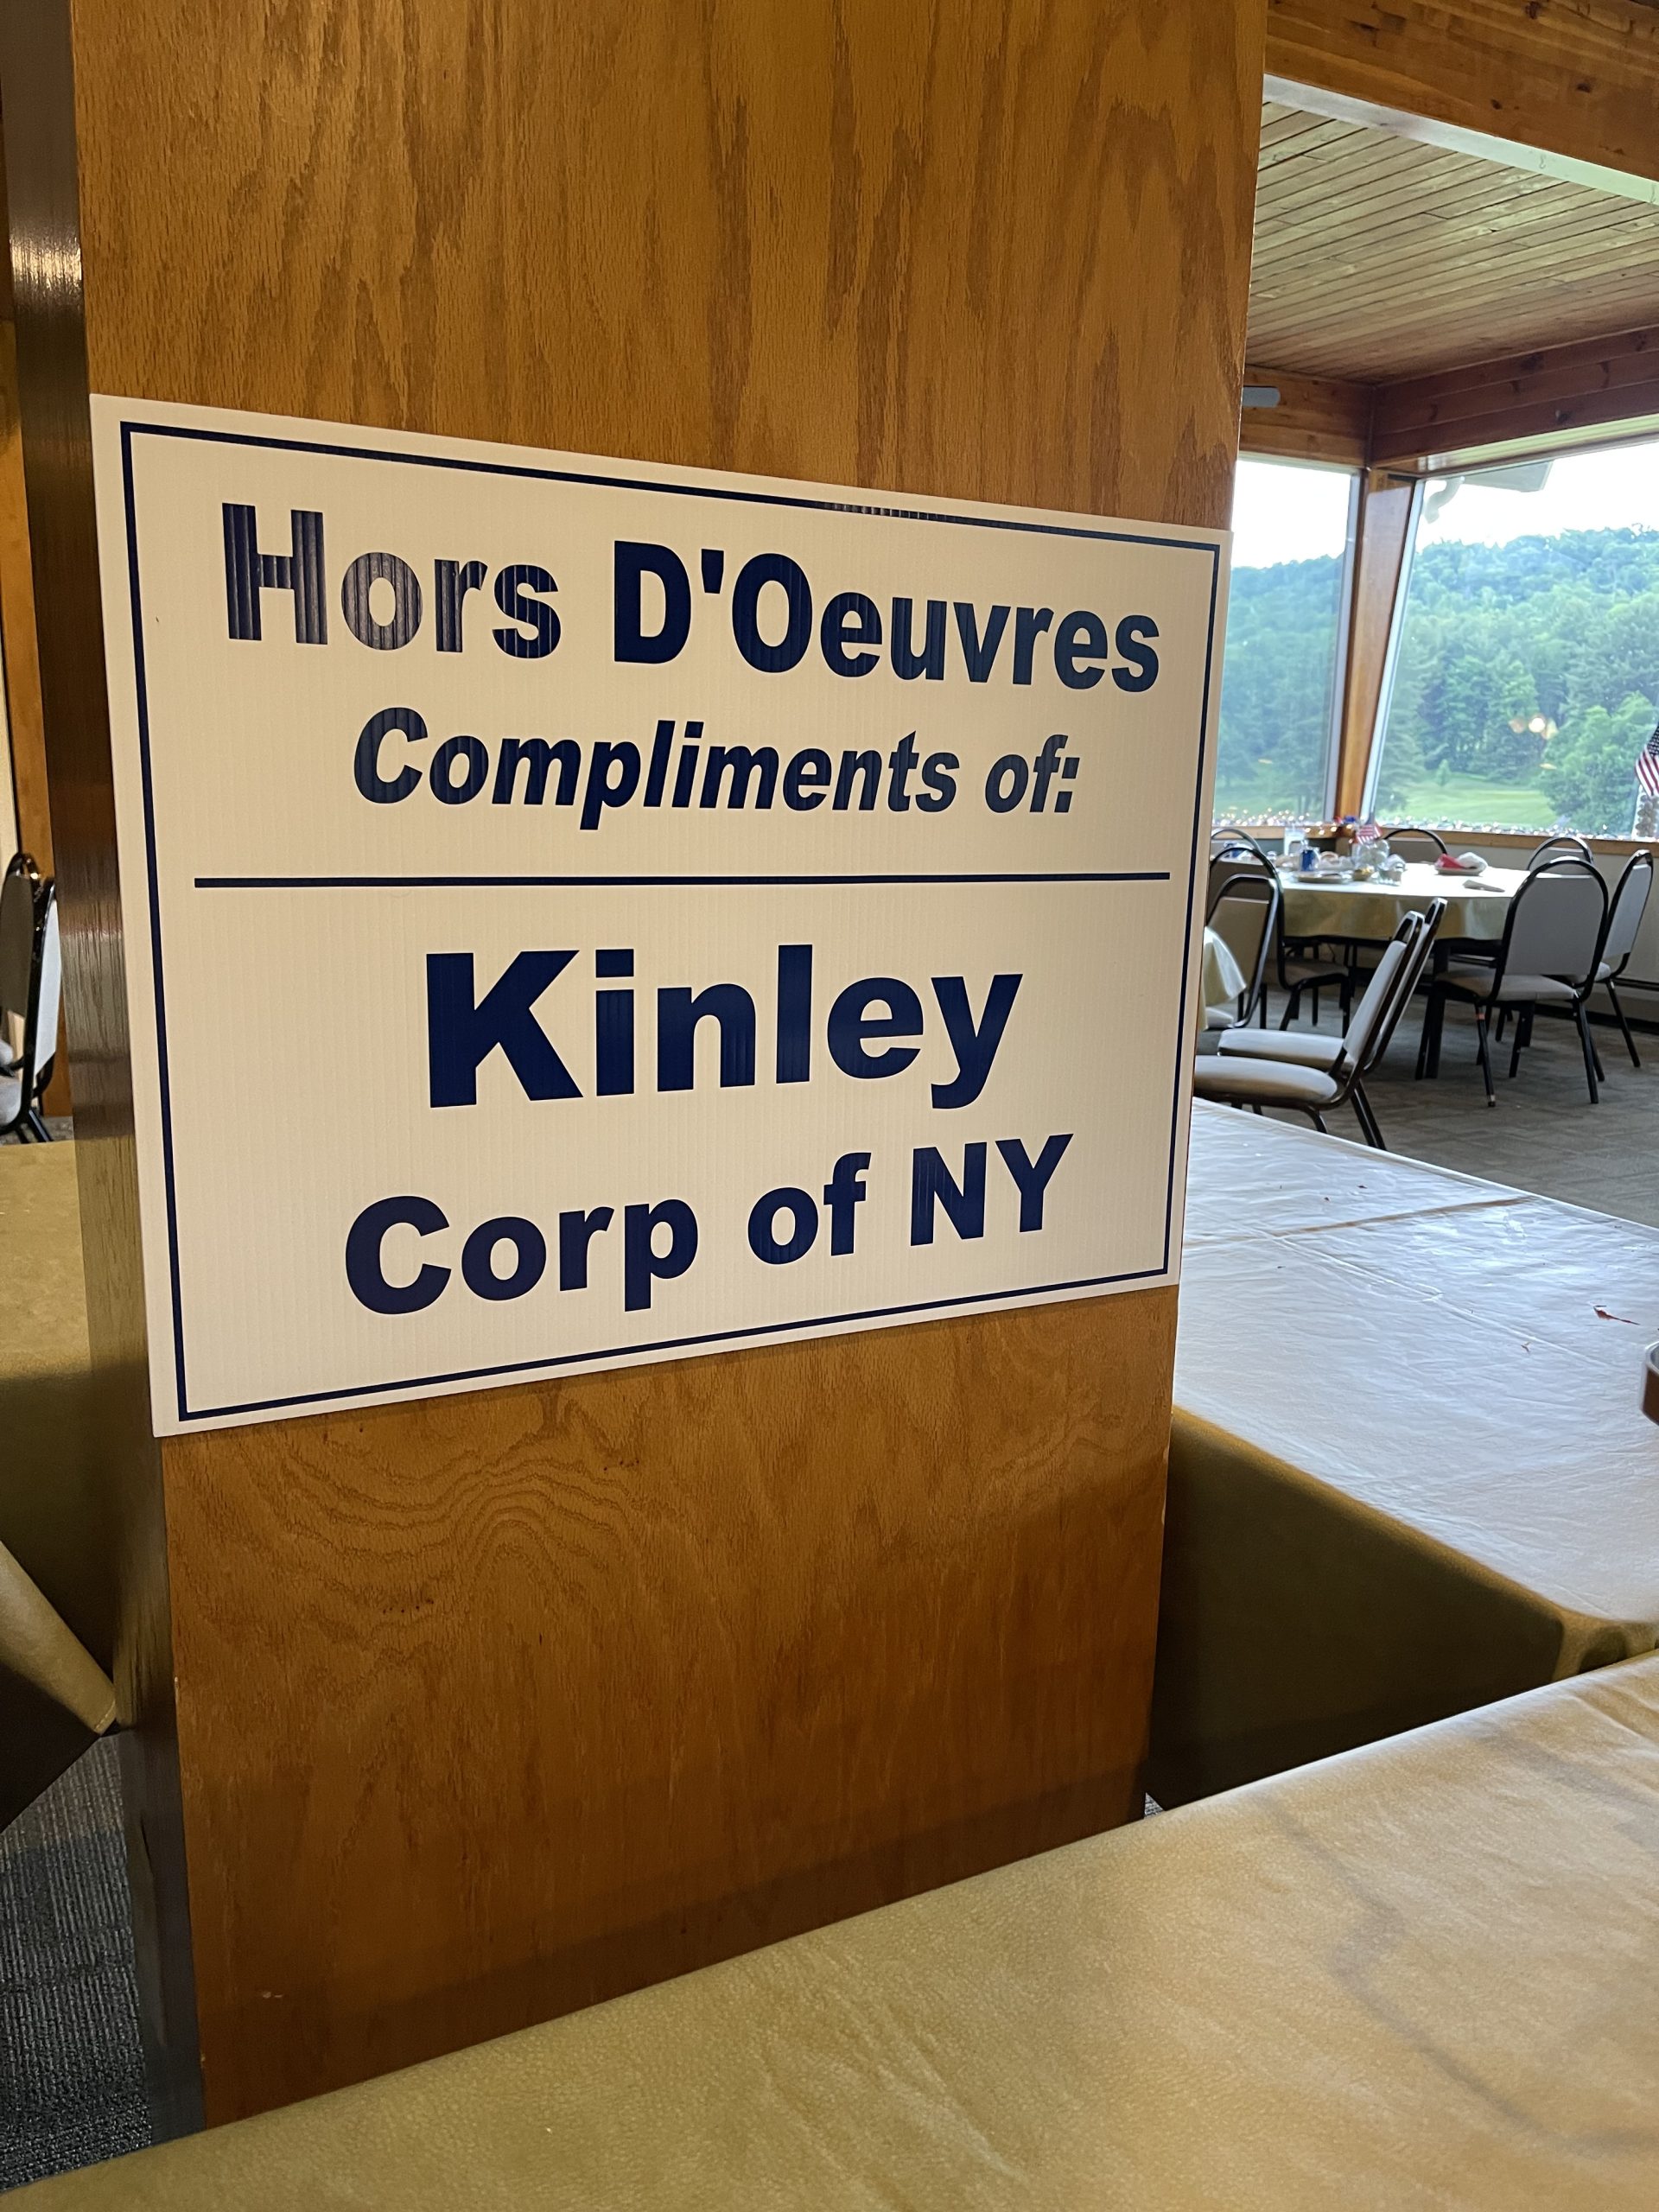 Hors D'Oeuvres
Compliments of:
Kinley
Corp of NY